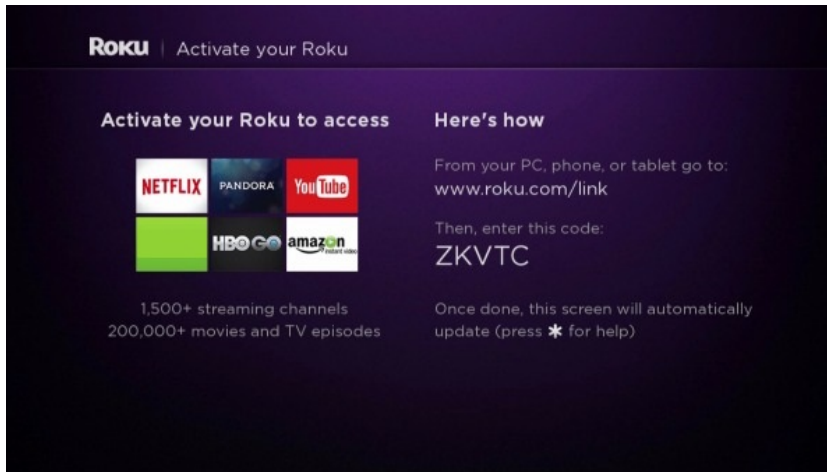 Roku | Activate your Roku
Activate your Roku to access
NETFLIX
PANDORA
You Tube
HBO GO
amazon
instant video
1,500+ streaming channels
200,000+ movies and TV episodes
Here's how
From your PC, phone, or tablet go to:
www.roku.com/link
Then, enter this code:
ZKVTC
Once done, this screen will automatically
update (press * for help)